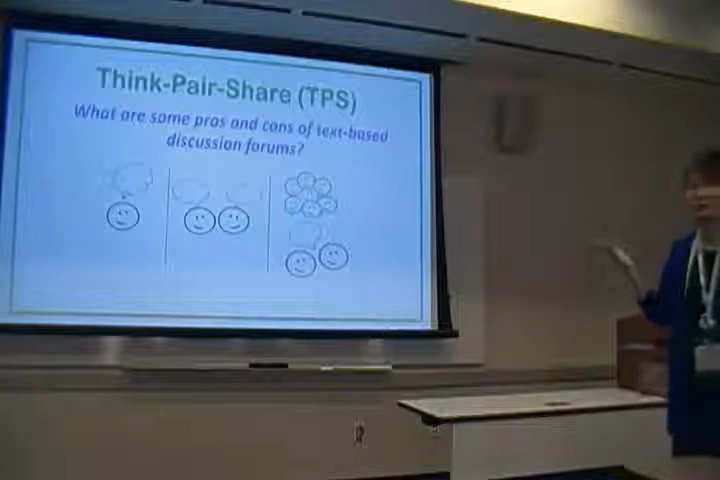 Think-Pair-Share (TPS)
What are some pros and cons of text-based
discussion forums?